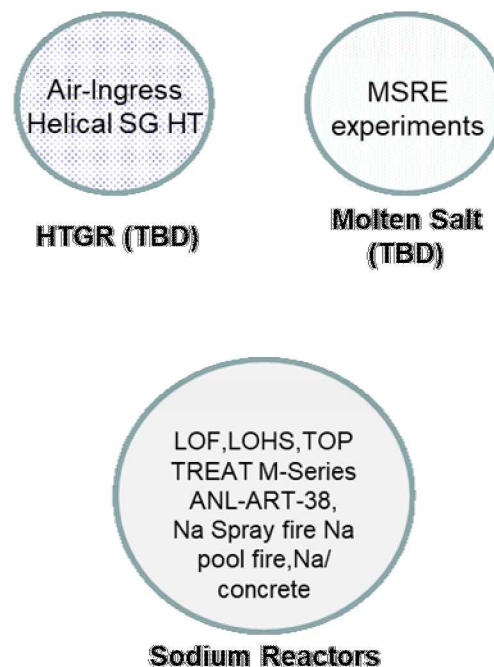 Air-Ingress
Helical SG HT
HTGR (TBD)
MSRE
experiments
Molten Salt
(TBD)
LOF,LOHS,TOP
TREAT M-Series
ANL-ART-38,
Na Spray fire Na
pool fire,Na/
concrete
Sodium Reactors